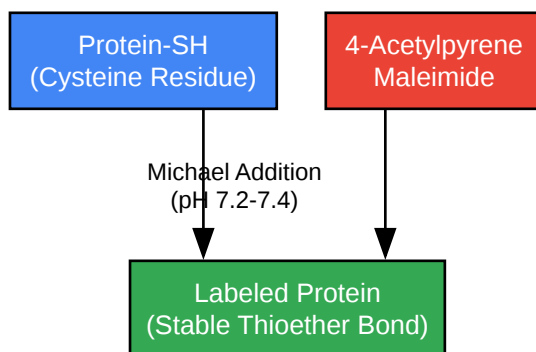 Protein-SH
(Cysteine Residue)
4-Acetylpyrene
Maleimide
Michael Addition
(pH 7.2-7.4)
Labeled Protein
(Stable Thioether Bond)